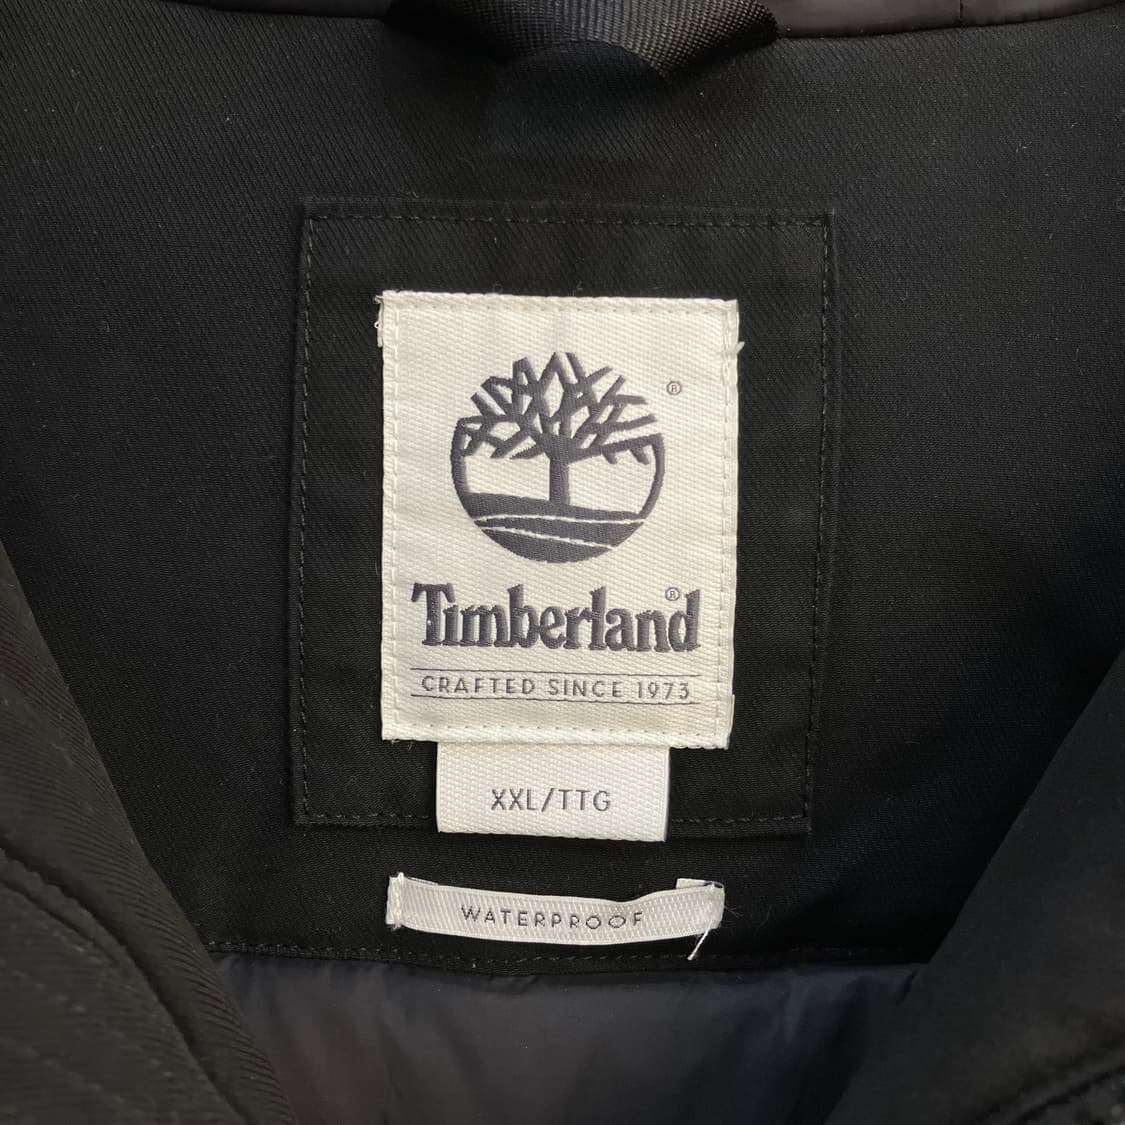 ®
Timberland®
CRAFTED SINCE 1973
XXL/TTG
WATERPROOF